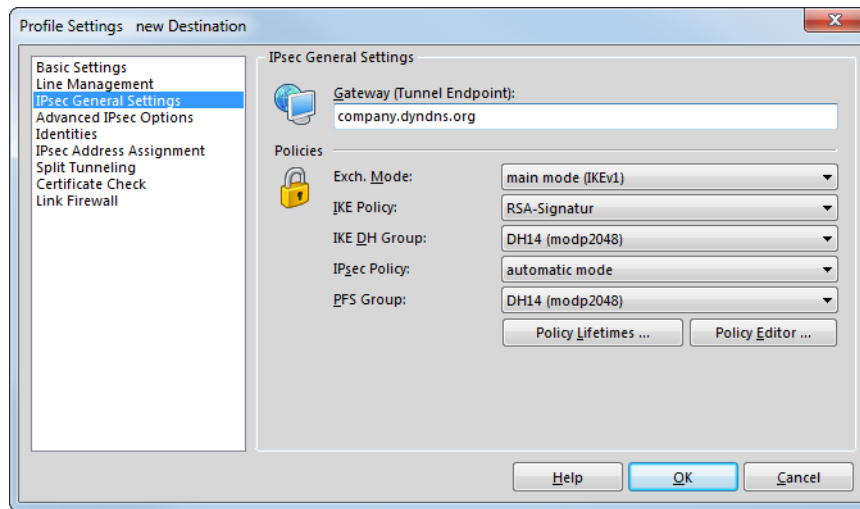 Profile Settings   new Destination
Basic Settings
Line Management
IPsec General Settings
Advanced IPsec Options
Identities
IPsec Address Assignment
Split Tunneling
Certificate Check
Link Firewall
IPsec General Settings
Gateway (Tunnel Endpoint):
company.dyndns.org
Policies
Exch. Mode: main mode (IKEv1)
IKE Policy: RSA-Signatur
IKE DH Group: DH14 (modp2048)
IPsec Policy: automatic mode
PFS Group: DH14 (modp2048)
Policy Lifetimes ... Policy Editor ...
Help OK Cancel